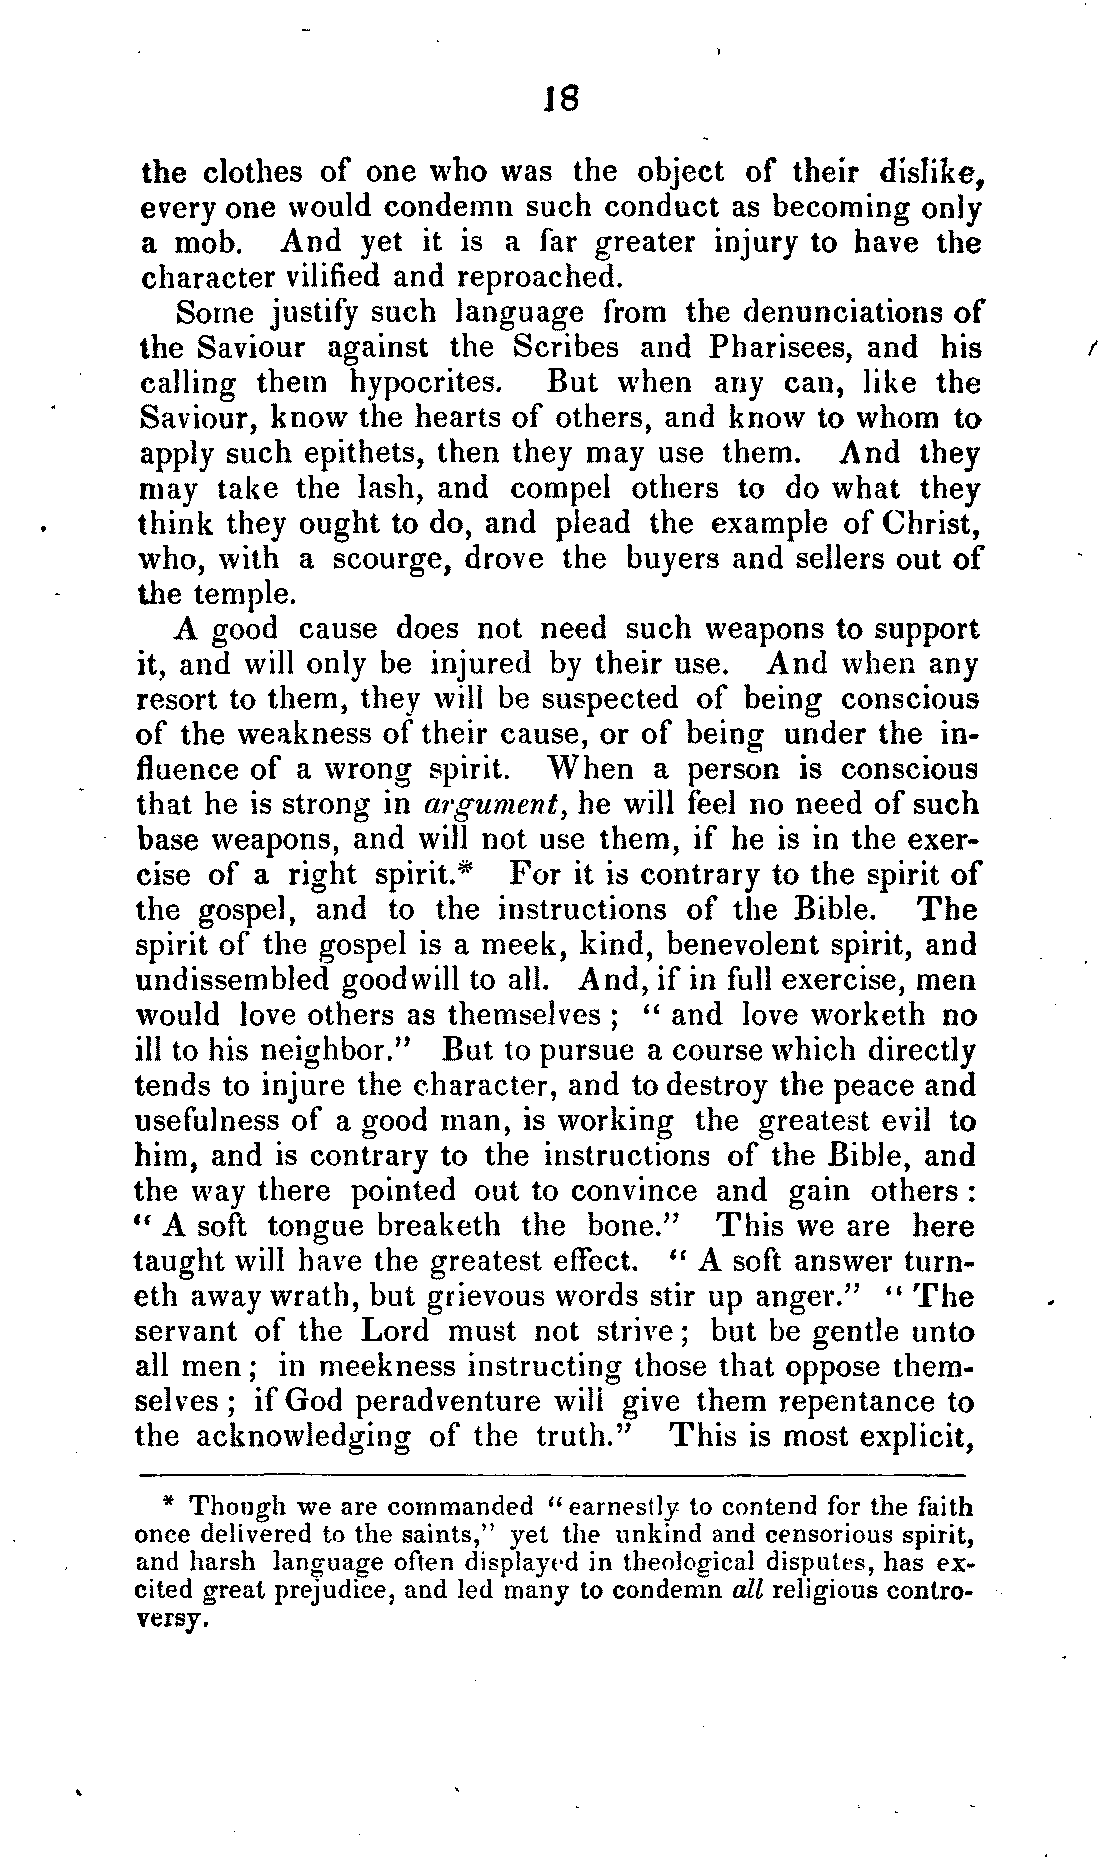 18
the clothes of one who was the object of their dislike,
every one would condemn such conduct as becoming only
a mob. And yet it is a far greater injury to have the
character vilified and reproached.
Some justify such language from the denunciations of
the Saviour against the Scribes and Pharisees, and his
calling them hypocrites. But when any can, like the
Saviour, know the hearts of others, and know to whom to
apply such epithets, then they may use them. And they
may take the lash, and compel others to do what they
think they ought to do, and plead the example of Christ,
who, with a scourge, drove the buyers and sellers out of
the temple.
A good cause does not need such weapons to support
it, and will only be injured by their use. And when any
resort to them, they will be suspected of being conscious
of the weakness of their cause, or of being under the in-
fluence of a wrong spirit. When a person is conscious
that he is strong in argument, he will feel no need of such
base weapons, and will not use them, if he is in the exer-
cise of a right spirit.* For it is contrary to the spirit of
the gospel, and to the instructions of the Bible. The
spirit of the gospel is a meek, kind, benevolent spirit, and
undissembled goodwill to all. And, if in full exercise, men
would love others as themselves; " and love worketh no
ill to his neighbor." But to pursue a course which directly
tends to injure the character, and to destroy the peace and
usefulness of a good man, is working the greatest evil to
him, and is contrary to the instructions of the Bible, and
the way there pointed out to convince and gain others:
" A soft tongue breaketh the bone." This we are here
taught will have the greatest effect. " A soft answer turn-
eth away wrath, but grievous words stir up anger." " The
servant of the Lord must not strive; but be gentle unto
all men; in meekness instructing those that oppose them-
selves; if God peradventure will give them repentance to
the acknowledging of the truth." This is most explicit,
* Though we are commanded "earnestly to contend for the faith
once delivered to the saints," yet the unkind and censorious spirit,
and harsh language often displayed in theological disputes, has ex-
cited great prejudice, and led many to condemn all religious contro-
versy.